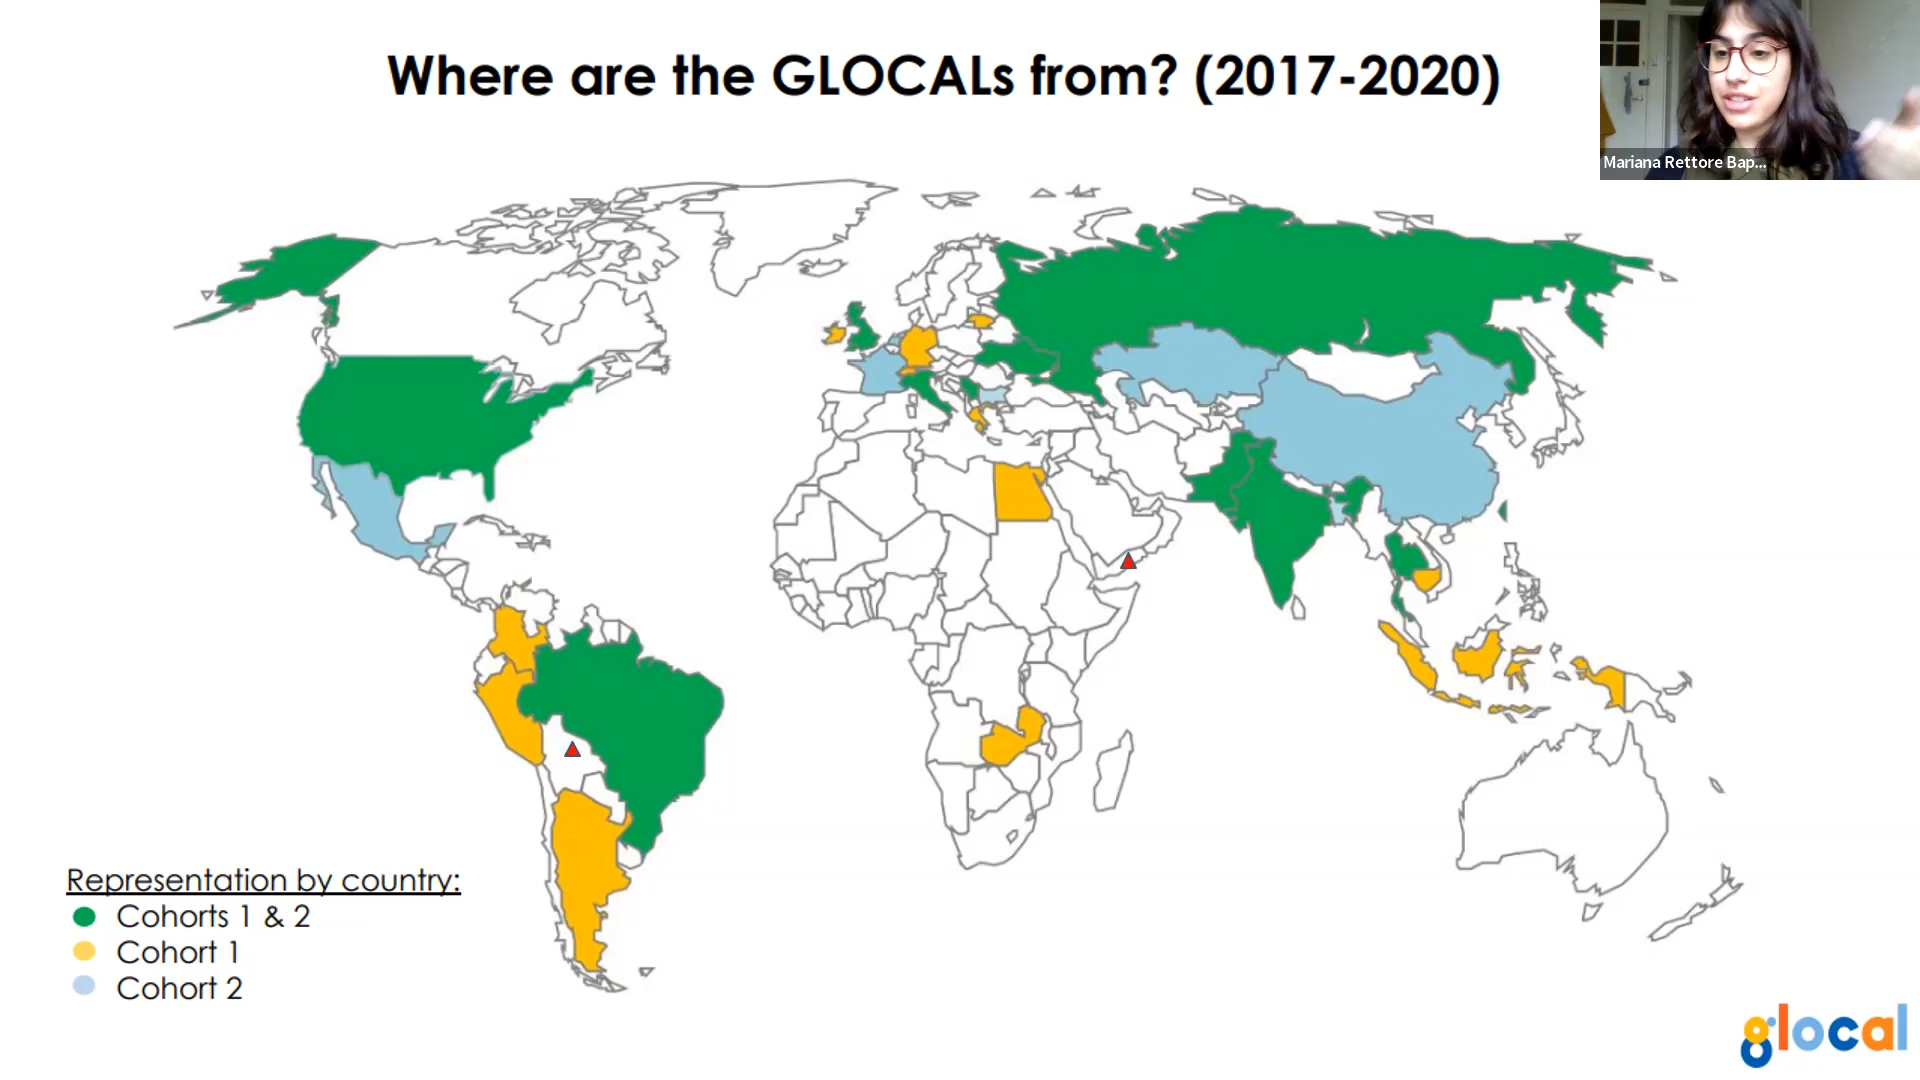 Where are the GLOCALs from? (2017-2020)
Mariana Rettore Bap...
Representation by country:
Cohorts 1 & 2
Cohort 1
Cohort 2
glocal